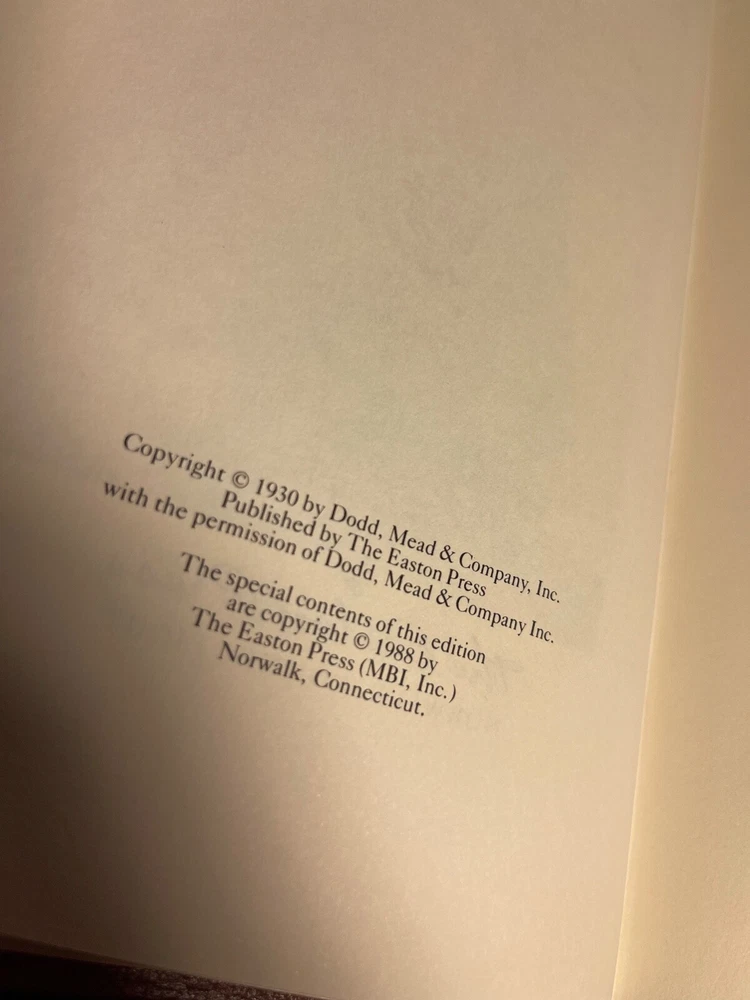 Copyright © 1930 by Dodd, Mead & Company, Inc.
Published by The Easton Press
with the permission of Dodd, Mead & Company Inc.
The special contents of this edition
are copyright © 1988 by
The Easton Press (MBI, Inc.)
Norwalk, Connecticut.